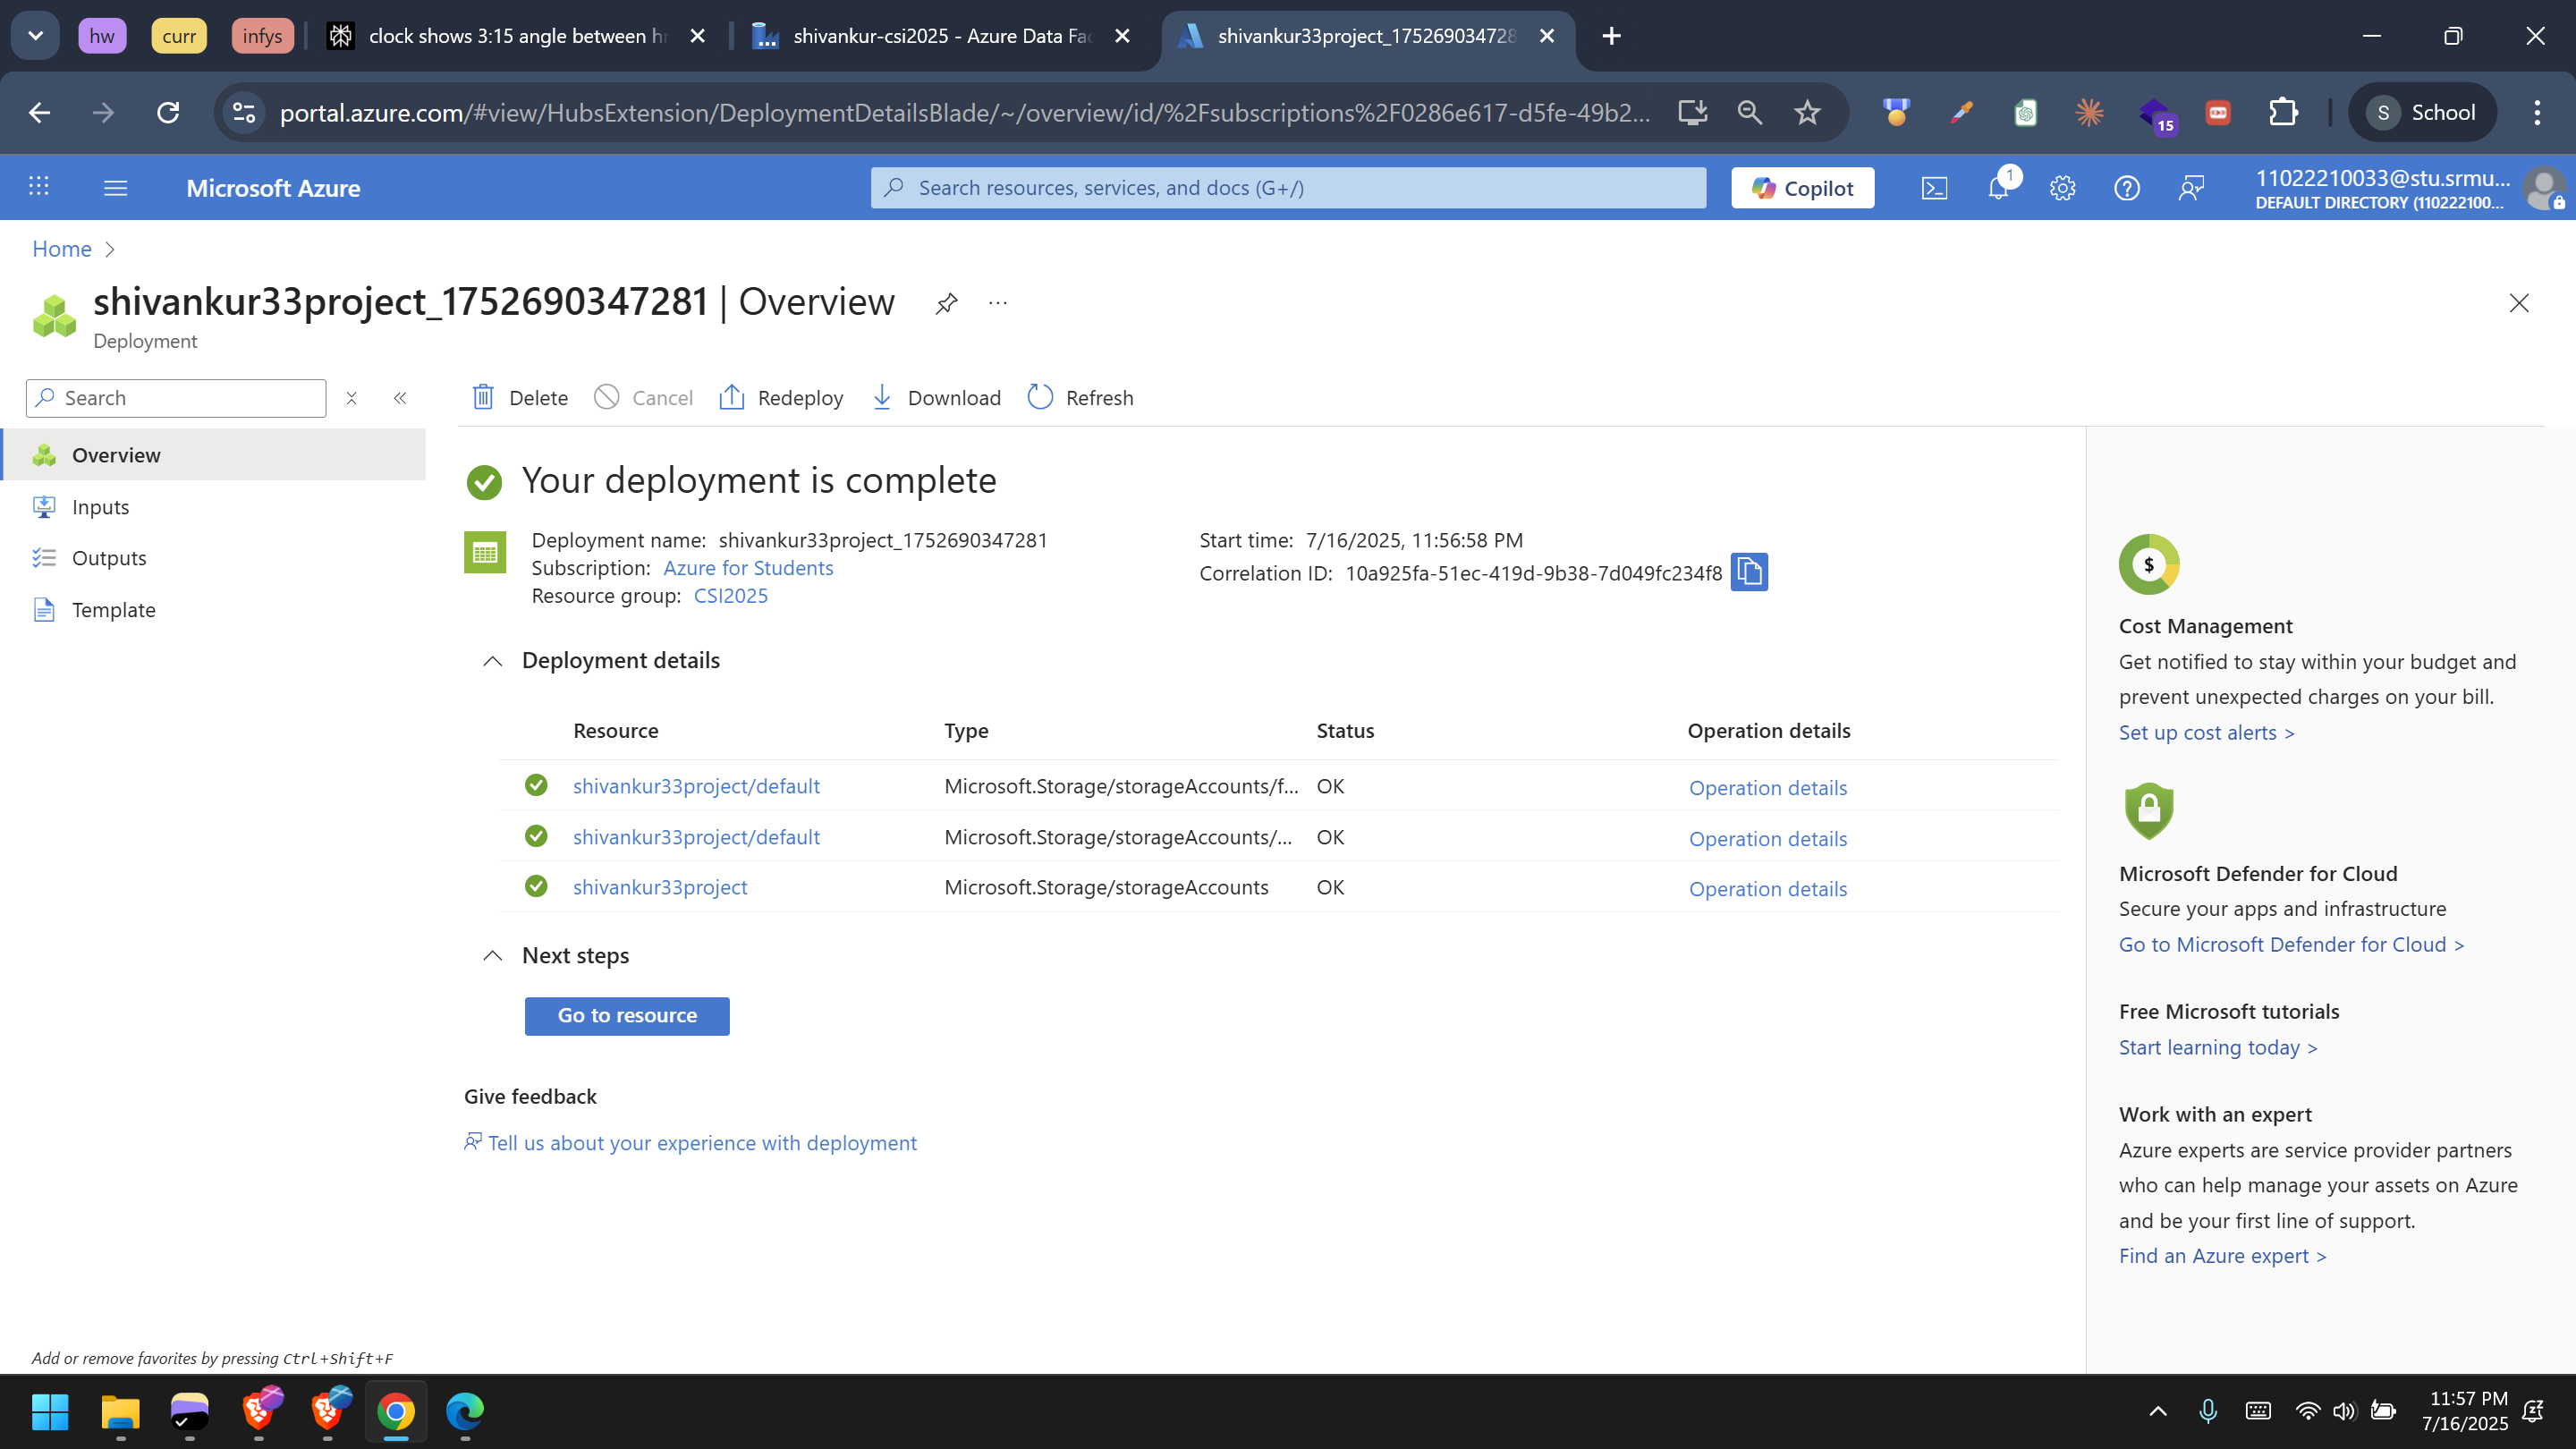 hw
curr
infys
clock shows 3:15 angle between hr
shivankur-csi2025 - Azure Data Fac
shivankur33project_175269034728
portal.azure.com/#view/HubsExtension/DeploymentDetailsBlade/~/overview/id/%2Fsubscriptions%2F0286e617-d5fe-49b2...
15
S
School
Microsoft Azure
Search resources, services, and docs (G+/)
Copilot
1
11022210033@stu.srmu...
DEFAULT DIRECTORY (110222100...
Home
shivankur33project_1752690347281 | Overview
...
Deployment
Search
Delete
Cancel
Redeploy
Download
Refresh
Overview
Inputs
Outputs
Template
Your deployment is complete
Deployment name: shivankur33project_1752690347281
Subscription: Azure for Students
Resource group: CSI2025
Start time: 7/16/2025, 11:56:58 PM
Correlation ID: 10a925fa-51ec-419d-9b38-7d049fc234f8
Deployment details
Resource Type Status Operation details
shivankur33project/default Microsoft.Storage/storageAccounts/f... OK Operation details
shivankur33project/default Microsoft.Storage/storageAccounts/... OK Operation details
shivankur33project Microsoft.Storage/storageAccounts OK Operation details
Next steps
Go to resource
Give feedback
Tell us about your experience with deployment
$
Cost Management
Get notified to stay within your budget and
prevent unexpected charges on your bill.
Set up cost alerts >
Microsoft Defender for Cloud
Secure your apps and infrastructure
Go to Microsoft Defender for Cloud >
Free Microsoft tutorials
Start learning today >
Work with an expert
Azure experts are service provider partners
who can help manage your assets on Azure
and be your first line of support.
Find an Azure expert >
Add or remove favorites by pressing Ctrl+Shift+F
11:57 PM
7/16/2025